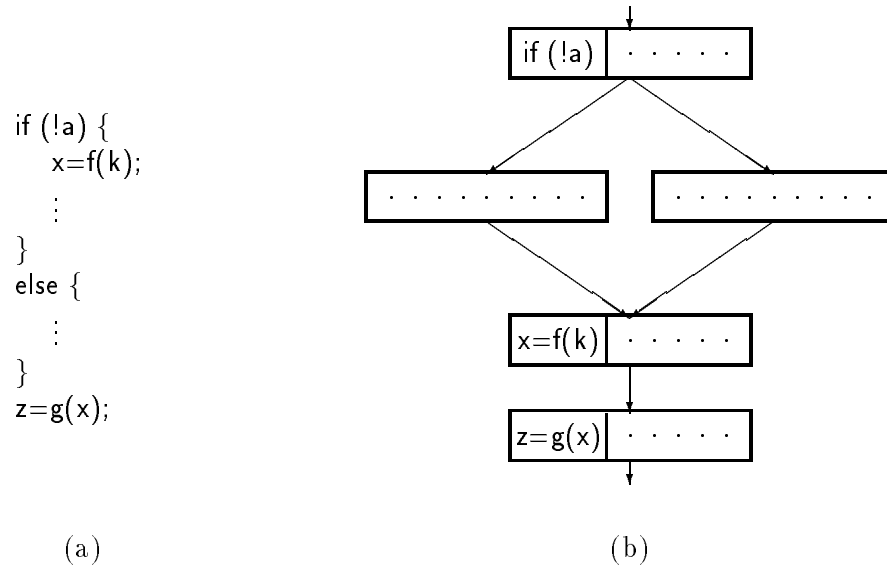 if (!a) {
x=f(k);
⋮
}
else {
⋮
}
z=g(x);
(a)
if (!a) . . . . .
. . . . . . . . .
. . . . . . . . .
x=f(k) . . . . .
z=g(x) . . . . .
(b)